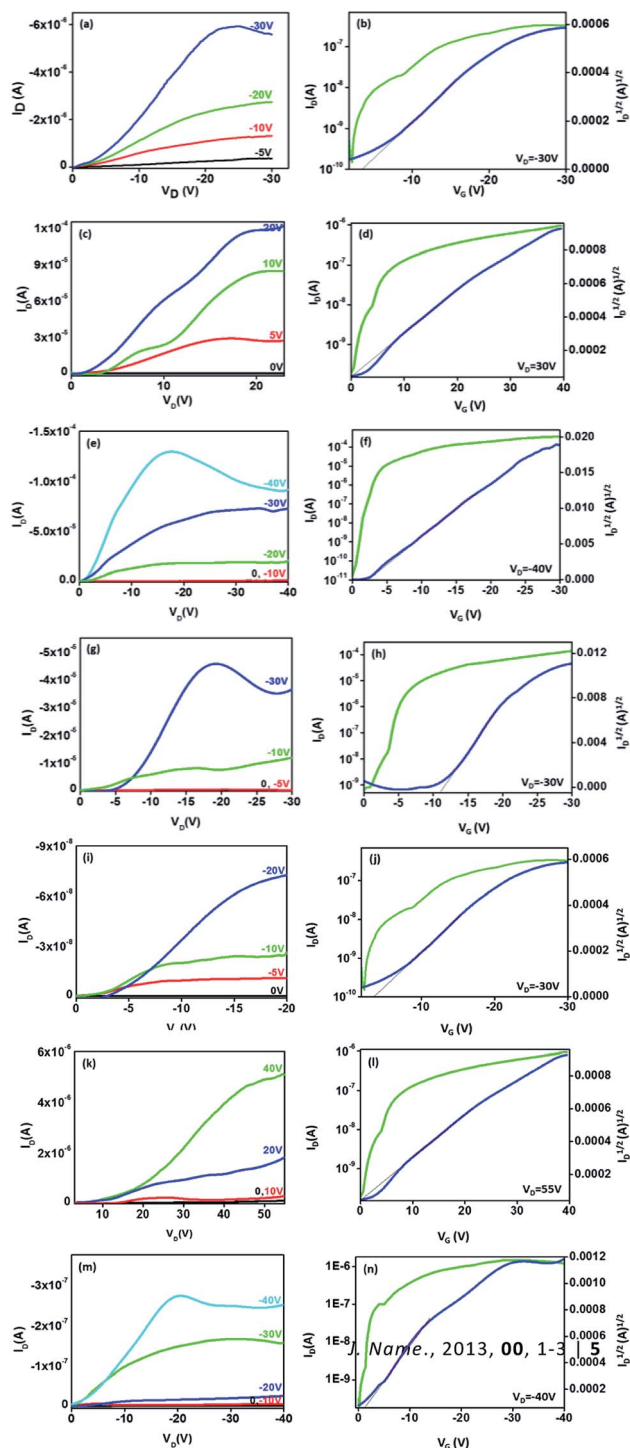 (a)
-6x10⁻⁶
-4x10⁻⁶
-2x10⁻⁶
0
I_D (A)
-30V
-20V
-10V
-5V
0 -10 -20 -30
V_D (V)
(b)
10⁻⁷
10⁻⁸
10⁻⁹
10⁻¹⁰
I_D(A)
0.0006
0.0004
0.0002
0.0000
I_D^1/2 (A)^1/2
V_D=-30V
-10 -20 -30
V_G (V)
(c)
1x10⁻⁴
9x10⁻⁵
6x10⁻⁵
3x10⁻⁵
0
I_D(A)
20V
10V
5V
0V
0 10 20
V_D(V)
(d)
10⁻⁶
10⁻⁷
10⁻⁸
10⁻⁹
I_D(A)
0.0008
0.0006
0.0004
0.0002
I_D^1/2 (A)^1/2
V_D=30V
0 10 20 30 40
V_G (V)
(e)
-1.5x10⁻⁴
-1.0x10⁻⁴
-5.0x10⁻⁵
0.0
I_D(A)
-40V
-30V
-20V
0, -10V
0 -10 -20 -30 -40
V_D(V)
(f)
10⁻⁴
10⁻⁵
10⁻⁶
10⁻⁷
10⁻⁸
10⁻⁹
10⁻¹⁰
10⁻¹¹
I_D(A)
0.020
0.015
0.010
0.005
0.000
I_D^1/2 (A)^1/2
V_D=-40V
0 -5 -10 -15 -20 -25 -30
V_G (V)
(g)
I_D(A)
-30V
-10V
0, -5V
0
0 -5 -10 -15 -20 -25 -30
V_D(V)
(h)
10⁻⁴
10⁻⁵
10⁻⁶
10⁻⁷
10⁻⁸
10⁻⁹
I_D(A)
0.012
0.008
0.004
0.000
I_D^1/2 (A)^1/2
V_D=-30V
0 -5 -10 -15 -20 -25 -30
V_G (V)
(i)
-9x10⁻⁸
-6x10⁻⁸
-3x10⁻⁸
0
I_D(A)
-20V
-10V
-5V
0V
0 -5 -10 -15 -20
(V)
(j)
10⁻⁷
10⁻⁸
10⁻⁹
10⁻¹⁰
I_D(A)
0.0006
0.0004
0.0002
0.0000
I_D^1/2 (A)^1/2
V_D=-30V
-10 -20 -30
V_G (V)
(k)
6x10⁻⁶
4x10⁻⁶
2x10⁻⁶
0
I_D(A)
40V
20V
0,10V
10 20 30 40 50
V_D(V)
(l)
10⁻⁶
10⁻⁷
10⁻⁸
10⁻⁹
I_D(A)
0.0008
0.0006
0.0004
0.0002
I_D^1/2 (A)^1/2
V_D=55V
0 10 20 30 40
V_G (V)
(m)
-3x10⁻⁷
-2x10⁻⁷
-1x10⁻⁷
0
I_D(A)
-40V
-30V
-20V
0,-10V
0 -10 -20 -30 -40
V_D(V)
(n)
1E-6
1E-7
1E-8
1E-9
I_D(A)
0.0012
0.0010
0.0008
0.0006
0.0004
0.0002
I_D^1/2 (A)^1/2
J. Name., 2013, 00, 1-3 | 5
V_D=-40V
0 -10 -20 -30 -40
V_G (V)